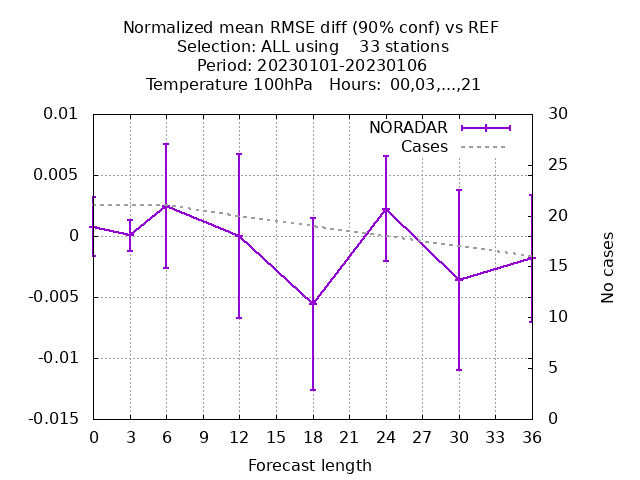 Normalized mean RMSE diff (90% conf) vs REF
Selection: ALL using    33 stations
Period: 20230101-20230106
Temperature 100hPa   Hours:  00,03,...,21
0.01
0.005
0
-0.005
-0.01
-0.015
NORADAR
Cases
30
25
20
15
10
5
0
No cases
0 3 6 9 12 15 18 21 24 27 30 33 36
Forecast length